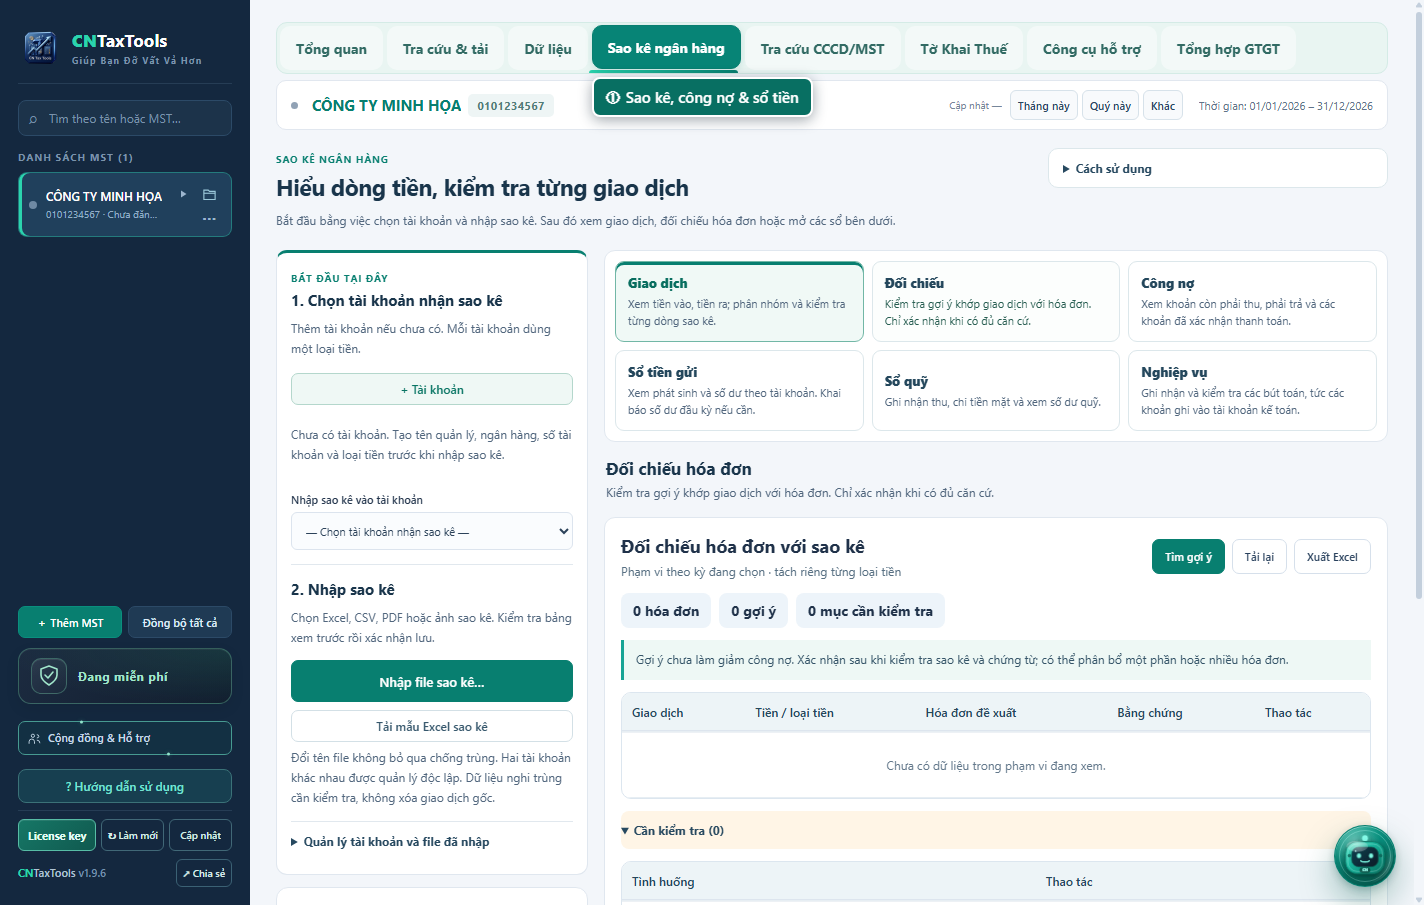 CNTaxTools
Giúp Bạn Đỡ Vất Vả Hơn
Tìm theo tên hoặc MST...
DANH SÁCH MST (1)
CÔNG TY MINH HỌA
0101234567 · Chưa đăn...
+ Thêm MST
Đồng bộ tất cả
Đang miễn phí
Cộng đồng & Hỗ trợ
? Hướng dẫn sử dụng
License key
↻ Làm mới
Cập nhật
CNTaxTools v1.9.6
↗ Chia sẻ
Tổng quan
Tra cứu & tải
Dữ liệu
Sao kê ngân hàng
Tra cứu CCCD/MST
Tờ Khai Thuế
Công cụ hỗ trợ
Tổng hợp GTGT
① Sao kê, công nợ & sổ tiền
CÔNG TY MINH HỌA
0101234567
Cập nhật —
Tháng này
Quý này
Khác
Thời gian: 01/01/2026 – 31/12/2026
SAO KÊ NGÂN HÀNG
Hiểu dòng tiền, kiểm tra từng giao dịch
Bắt đầu bằng việc chọn tài khoản và nhập sao kê. Sau đó xem giao dịch, đối chiếu hóa đơn hoặc mở các sổ bên dưới.
▶ Cách sử dụng
BẮT ĐẦU TẠI ĐÂY
1. Chọn tài khoản nhận sao kê
Thêm tài khoản nếu chưa có. Mỗi tài khoản dùng
một loại tiền.
+ Tài khoản
Chưa có tài khoản. Tạo tên quản lý, ngân hàng, số tài
khoản và loại tiền trước khi nhập sao kê.
Nhập sao kê vào tài khoản
— Chọn tài khoản nhận sao kê —
2. Nhập sao kê
Chọn Excel, CSV, PDF hoặc ảnh sao kê. Kiểm tra bảng
xem trước rồi xác nhận lưu.
Nhập file sao kê...
Tải mẫu Excel sao kê
Đổi tên file không bỏ qua chống trùng. Hai tài khoản
khác nhau được quản lý độc lập. Dữ liệu nghi trùng
cần kiểm tra, không xóa giao dịch gốc.
▶ Quản lý tài khoản và file đã nhập
Giao dịch
Xem tiền vào, tiền ra; phân nhóm và kiểm tra
từng dòng sao kê.
Đối chiếu
Kiểm tra gợi ý khớp giao dịch với hóa đơn.
Chỉ xác nhận khi có đủ căn cứ.
Công nợ
Xem khoản còn phải thu, phải trả và các
khoản đã xác nhận thanh toán.
Sổ tiền gửi
Xem phát sinh và số dư theo tài khoản. Khai
báo số dư đầu kỳ nếu cần.
Sổ quỹ
Ghi nhận thu, chi tiền mặt và xem số dư quỹ.
Nghiệp vụ
Ghi nhận và kiểm tra các bút toán, tức các
khoản ghi vào tài khoản kế toán.
Đối chiếu hóa đơn
Kiểm tra gợi ý khớp giao dịch với hóa đơn. Chỉ xác nhận khi có đủ căn cứ.
Đối chiếu hóa đơn với sao kê
Phạm vi theo kỳ đang chọn · tách riêng từng loại tiền
Tìm gợi ý
Tải lại
Xuất Excel
0 hóa đơn
0 gợi ý
0 mục cần kiểm tra
Gợi ý chưa làm giảm công nợ. Xác nhận sau khi kiểm tra sao kê và chứng từ; có thể phân bổ một phần hoặc nhiều hóa đơn.
Giao dịch
Tiền / loại tiền
Hóa đơn đề xuất
Bằng chứng
Thao tác
Chưa có dữ liệu trong phạm vi đang xem.
▼ Cần kiểm tra (0)
Tình huống
Thao tác